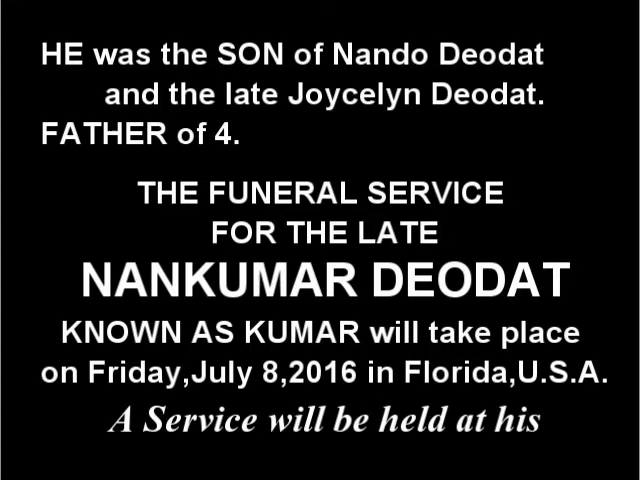 HE was the SON of Nando Deodat
and the late Joycelyn Deodat.
FATHER of 4.
THE FUNERAL SERVICE
FOR THE LATE
NANKUMAR DEODAT
KNOWN AS KUMAR will take place
on Friday,July 8,2016 in Florida,U.S.A.
A Service will be held at his